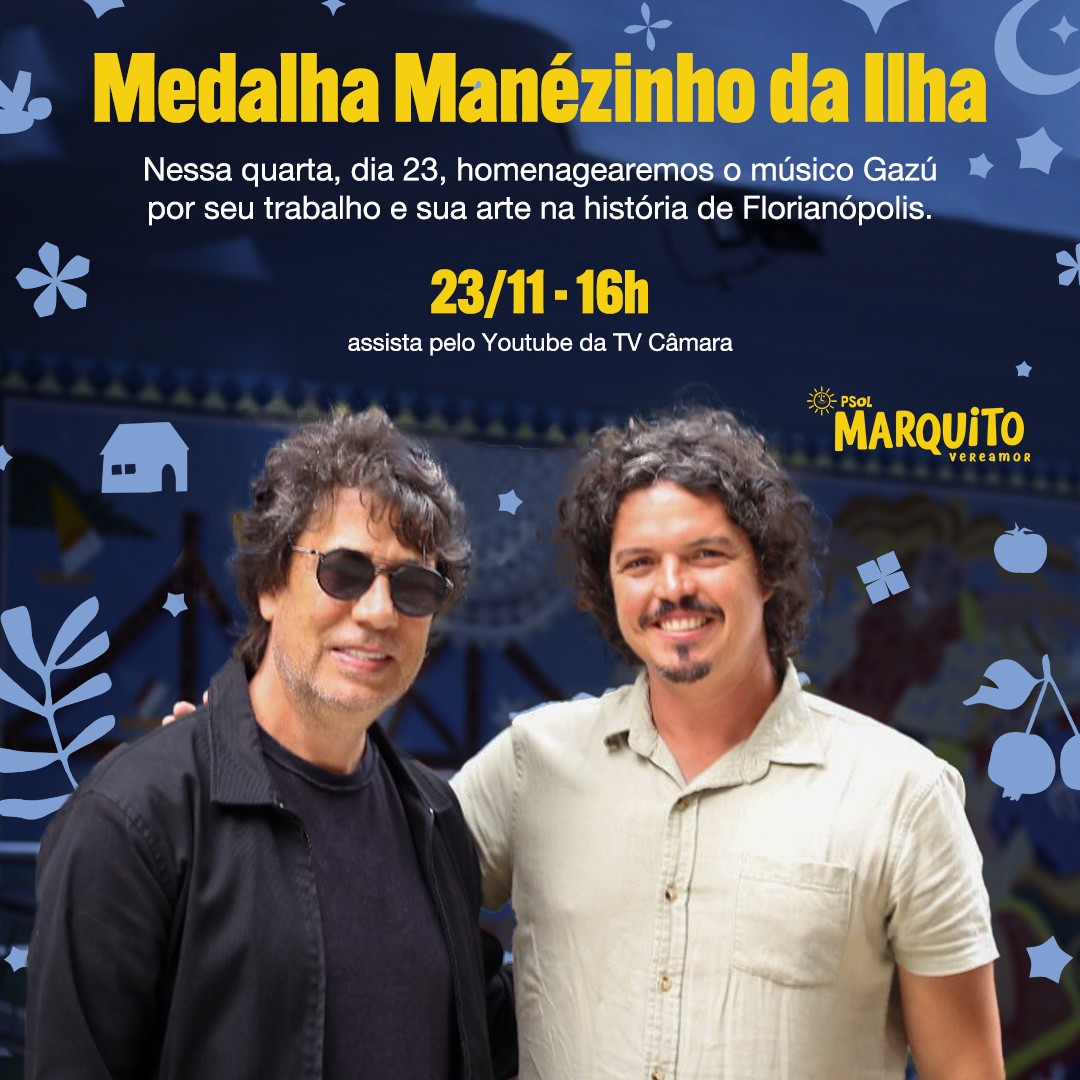 Medalha Manézinho da Ilha
Nessa quarta, dia 23, homenagearemos o músico Gazú
por seu trabalho e sua arte na história de Florianópolis.
23/11 - 16h
assista pelo Youtube da TV Câmara
PSOL
MARQUiTO
VEREAMOR